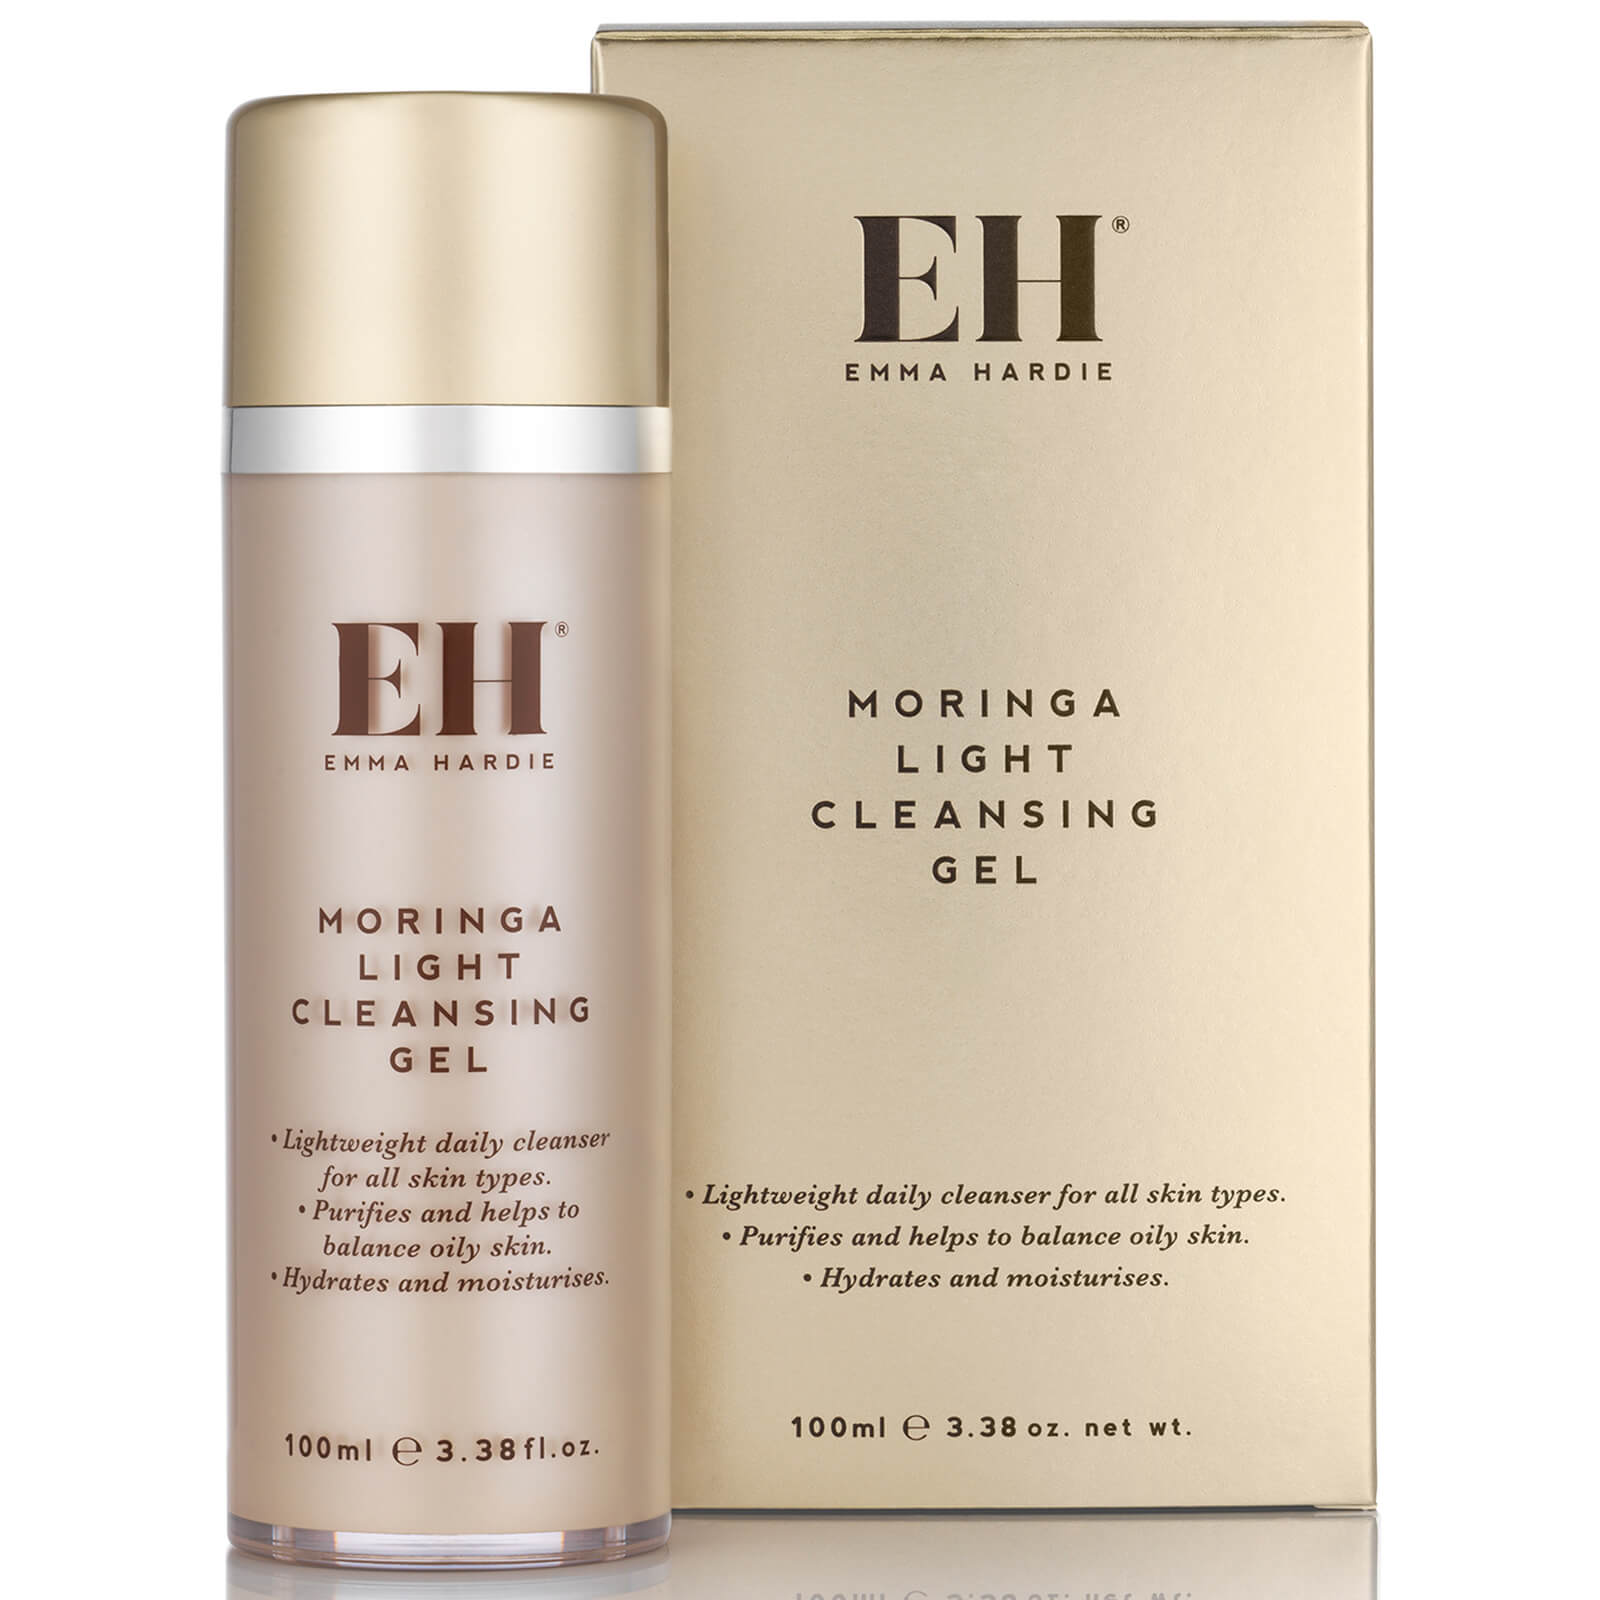 EH®
EMMA HARDIE
MORINGA
LIGHT
CLEANSING
GEL
• Lightweight daily cleanser
for all skin types.
• Purifies and helps to
balance oily skin.
• Hydrates and moisturises.
100ml ℮ 3.38fl.oz.
EH®
EMMA HARDIE
MORINGA
LIGHT
CLEANSING
GEL
• Lightweight daily cleanser for all skin types.
• Purifies and helps to balance oily skin.
• Hydrates and moisturises.
100ml ℮ 3.38 oz. net wt.